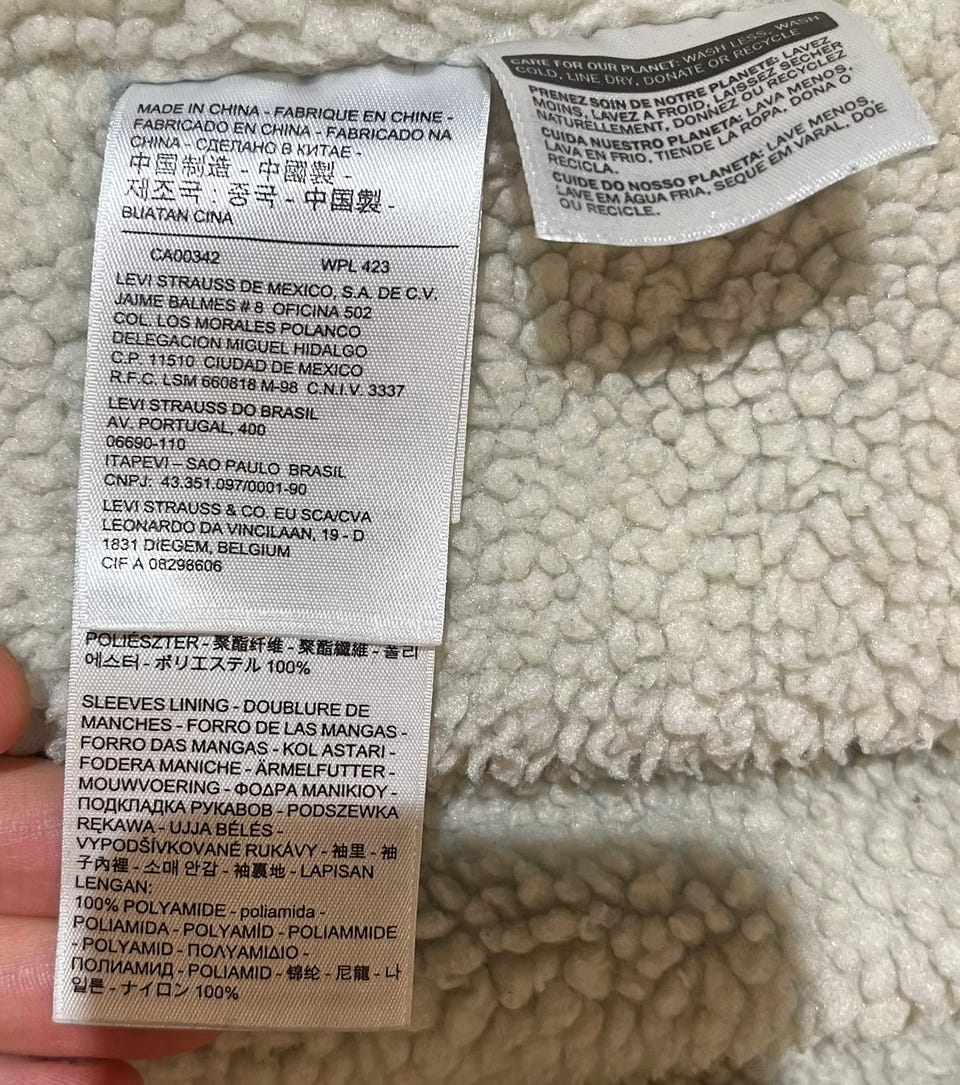 MADE IN CHINA - FABRIQUE EN CHINE -
FABRICADO EN CHINA - FABRICADO NA
CHINA - СДЕЛАНО В КИТАЕ -
中国制造 - 中國製 -
제조국 : 중국 - 中国製 -
BUATAN CINA
CA00342 WPL 423
LEVI STRAUSS DE MEXICO, S.A. DE C.V.
JAIME BALMES # 8 OFICINA 502
COL. LOS MORALES POLANCO
DELEGACION MIGUEL HIDALGO
C.P. 11510 CIUDAD DE MEXICO
R.F.C. LSM 660818 M-98 C.N.I.V. 3337
LEVI STRAUSS DO BRASIL
AV. PORTUGAL, 400
06690-110
ITAPEVI – SAO PAULO BRASIL
CNPJ: 43.351.097/0001-90
LEVI STRAUSS & CO. EU SCA/CVA
LEONARDO DA VINCILAAN, 19 - D
1831 DIEGEM, BELGIUM
CIF A 08298606
POLIÉSZTER - 聚酯纤维 - 聚酯纖維 - 폴리
에스터 - ポリエステル 100%
SLEEVES LINING - DOUBLURE DE
MANCHES - FORRO DE LAS MANGAS -
FORRO DAS MANGAS - KOL ASTARI -
FODERA MANICHE - ÄRMELFUTTER -
MOUWVOERING - ΦΟΔΡΑ ΜΑΝΙΚΙΟΥ -
ПОДКЛАДКА РУКАВОВ - PODSZEWKA
RĘKAWA - UJJA BÉLÉS -
VYPODŠÍVKOVANÉ RUKÁVY - 袖里 - 袖
子內裡 - 소매 안감 - 袖裏地 - LAPISAN
LENGAN:
100% POLYAMIDE - poliamida -
POLIAMIDA - POLYAMİD - POLIAMMIDE
- POLYAMID - ΠΟΛΥΑΜΙΔΙΟ -
ПОЛИАМИД - POLIAMID - 锦纶 - 尼龍 - 나
일론 - ナイロン 100%
CARE FOR OUR PLANET: WASH LESS, WASH
COLD, LINE DRY, DONATE OR RECYCLE
PRENEZ SOIN DE NOTRE PLANETE: LAVEZ
MOINS, LAVEZ A FROID, LAISSEZ SECHER
NATURELLEMENT, DONNEZ OU RECYCLEZ
CUIDA NUESTRO PLANETA: LAVA MENOS,
LAVA EN FRIO, TIENDE LA ROPA. DONA O
RECICLA.
CUIDE DO NOSSO PLANETA: LAVE MENOS,
LAVE EM ÁGUA FRIA, SEQUE EM VARAL, DOE
OU RECICLE.